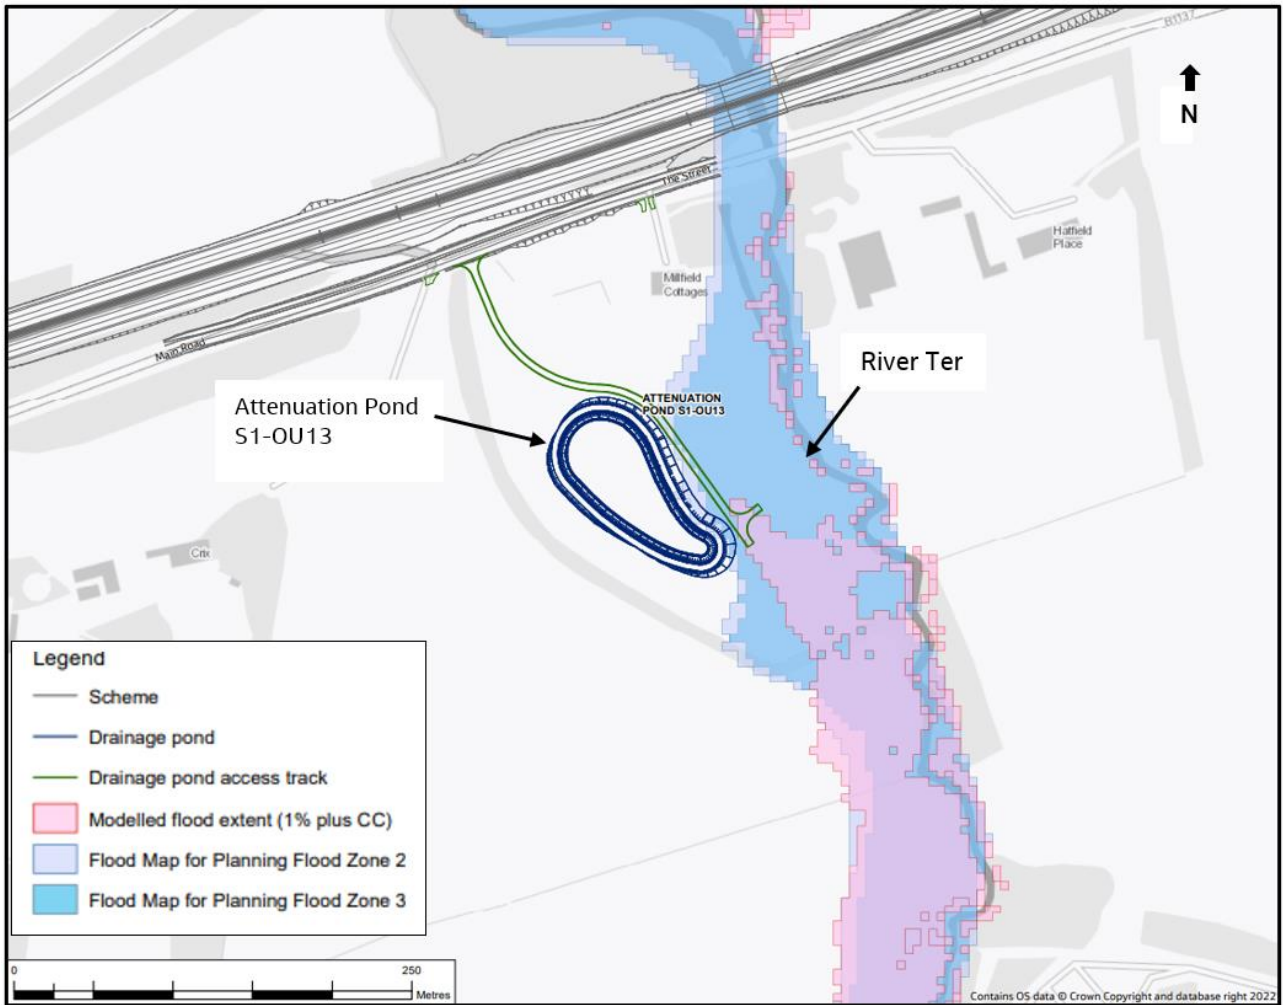 B1137
N
The Street
Hatfield
Place
Millfield
Cottages
Main Road
River Ter
ATTENUATION
POND S1-OU13
Attenuation Pond
S1-OU13
Crix
Legend
Scheme
Drainage pond
Drainage pond access track
Modelled flood extent (1% plus CC)
Flood Map for Planning Flood Zone 2
Flood Map for Planning Flood Zone 3
0 250
Metres
Contains OS data © Crown Copyright and database right 2022